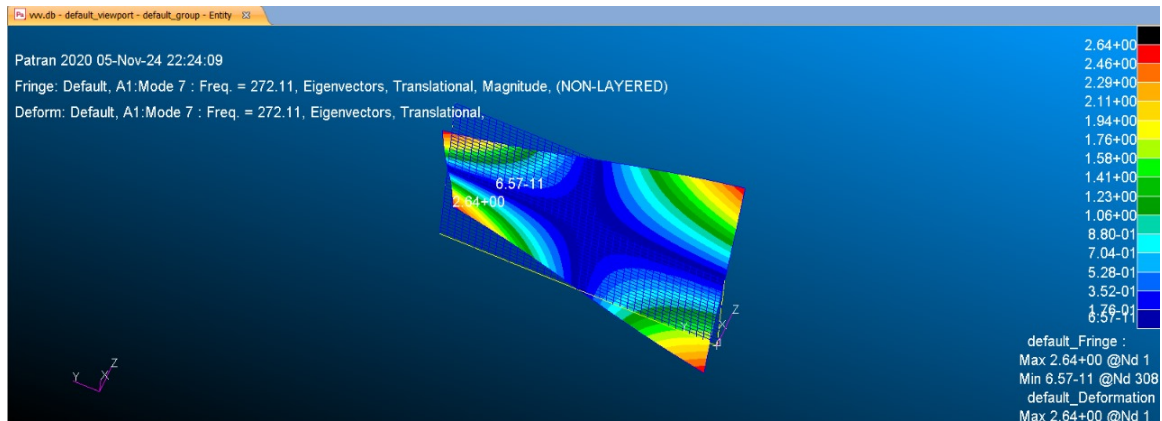 vvv.db - default_viewport - default_group - Entity
Patran 2020 05-Nov-24 22:24:09
Fringe: Default, A1:Mode 7 : Freq. = 272.11, Eigenvectors, Translational, Magnitude, (NON-LAYERED)
Deform: Default, A1:Mode 7 : Freq. = 272.11, Eigenvectors, Translational,
6.57-11
2.64+00
2.64+00
2.46+00
2.29+00
2.11+00
1.94+00
1.76+00
1.58+00
1.41+00
1.23+00
1.06+00
8.80-01
7.04-01
5.28-01
3.52-01
1.76-01
6.57-11
default_Fringe :
Max 2.64+00 @Nd 1
Min 6.57-11 @Nd 308
default_Deformation
Max 2.64+00 @Nd 1
Z
X
Y
Z
X